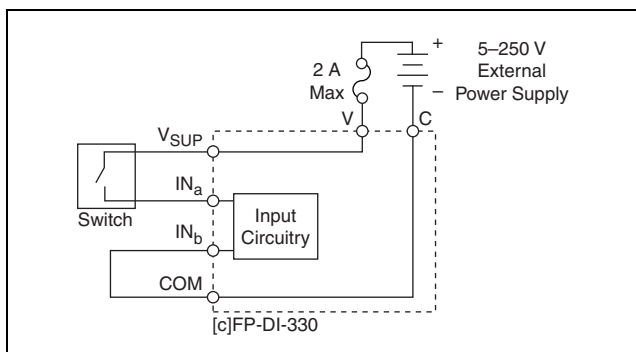 +
5–250 V
External
Power Supply
–
2 A
Max
V
C
VSUP
INa
Switch
INb
Input
Circuitry
COM
[c]FP-DI-330